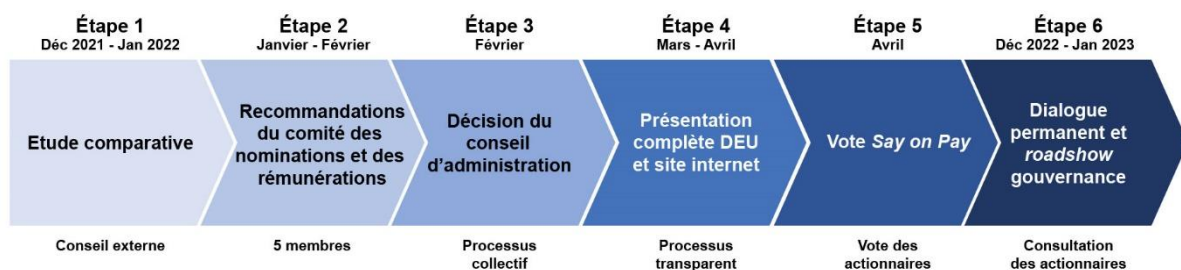 Étape 1
Déc 2021 - Jan 2022
Étape 2
Janvier - Février
Étape 3
Février
Étape 4
Mars - Avril
Étape 5
Avril
Étape 6
Déc 2022 - Jan 2023
Etude comparative
Recommandations
du comité des
nominations et des
rémunérations
Décision du
conseil
d’administration
Présentation
complète DEU
et site internet
Vote Say on Pay
Dialogue
permanent et
roadshow
gouvernance
Conseil externe
5 membres
Processus
collectif
Processus
transparent
Vote des
actionnaires
Consultation
des actionnaires